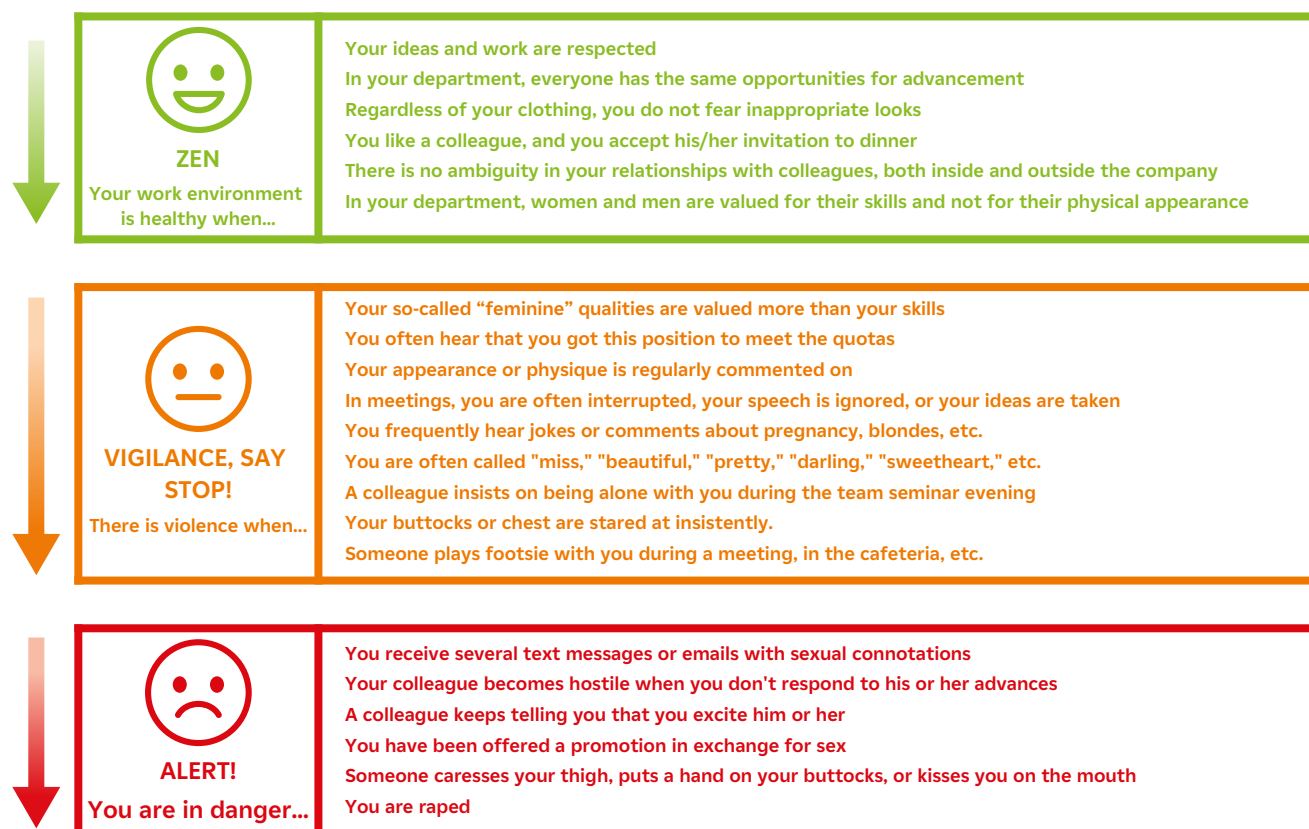 ZEN
Your work environment
is healthy when...
Your ideas and work are respected
In your department, everyone has the same opportunities for advancement
Regardless of your clothing, you do not fear inappropriate looks
You like a colleague, and you accept his/her invitation to dinner
There is no ambiguity in your relationships with colleagues, both inside and outside the company
In your department, women and men are valued for their skills and not for their physical appearance
VIGILANCE, SAY
STOP!
There is violence when...
Your so-called “feminine” qualities are valued more than your skills
You often hear that you got this position to meet the quotas
Your appearance or physique is regularly commented on
In meetings, you are often interrupted, your speech is ignored, or your ideas are taken
You frequently hear jokes or comments about pregnancy, blondes, etc.
You are often called "miss," "beautiful," "pretty," "darling," "sweetheart," etc.
A colleague insists on being alone with you during the team seminar evening
Your buttocks or chest are stared at insistently.
Someone plays footsie with you during a meeting, in the cafeteria, etc.
ALERT!
You are in danger...
You receive several text messages or emails with sexual connotations
Your colleague becomes hostile when you don't respond to his or her advances
A colleague keeps telling you that you excite him or her
You have been offered a promotion in exchange for sex
Someone caresses your thigh, puts a hand on your buttocks, or kisses you on the mouth
You are raped